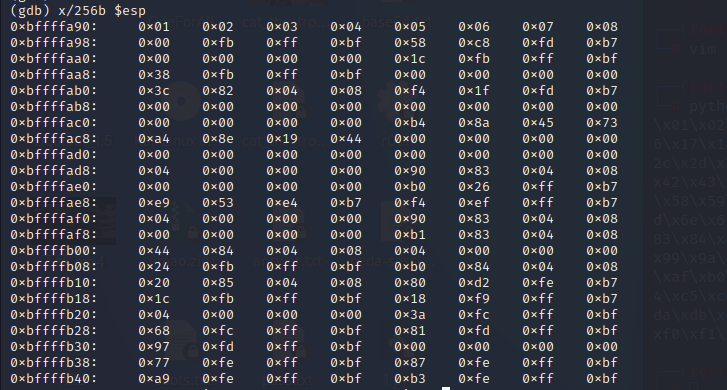 (gdb) x/256b $esp
0×bffffa90: 0×01 0×02 0×03 0×04 0×05 0×06 0×07 0×08
0×bffffa98: 0×00 0×fb 0×ff 0×bf 0×58 0×c8 0×fd 0×b7
0×bffffaa0: 0×00 0×00 0×00 0×00 0×1c 0×fb 0×ff 0×bf
0×bffffaa8: 0×38 0×fb 0×ff 0×bf 0×00 0×00 0×00 0×00
0×bffffab0: 0×3c 0×82 0×04 0×08 0×f4 0×1f 0×fd 0×b7
0×bffffab8: 0×00 0×00 0×00 0×00 0×00 0×00 0×00 0×00
0×bffffac0: 0×00 0×00 0×00 0×00 0×b4 0×8a 0×45 0×73
0×bffffac8: 0×a4 0×8e 0×19 0×44 0×00 0×00 0×00 0×00
0×bffffad0: 0×00 0×00 0×00 0×00 0×00 0×00 0×00 0×00
0×bffffad8: 0×04 0×00 0×00 0×00 0×90 0×83 0×04 0×08
0×bffffae0: 0×00 0×00 0×00 0×00 0×b0 0×26 0×ff 0×b7
0×bffffae8: 0×e9 0×53 0×e4 0×b7 0×f4 0×ef 0×ff 0×b7
0×bffffaf0: 0×04 0×00 0×00 0×00 0×90 0×83 0×04 0×08
0×bffffaf8: 0×00 0×00 0×00 0×00 0×b1 0×83 0×04 0×08
0×bffffb00: 0×44 0×84 0×04 0×08 0×04 0×00 0×00 0×00
0×bffffb08: 0×24 0×fb 0×ff 0×bf 0×b0 0×84 0×04 0×08
0×bffffb10: 0×20 0×85 0×04 0×08 0×80 0×d2 0×fe 0×b7
0×bffffb18: 0×1c 0×fb 0×ff 0×bf 0×18 0×f9 0×ff 0×b7
0×bffffb20: 0×04 0×00 0×00 0×00 0×3a 0×fc 0×ff 0×bf
0×bffffb28: 0×68 0×fc 0×ff 0×bf 0×81 0×fd 0×ff 0×bf
0×bffffb30: 0×97 0×fd 0×ff 0×bf 0×00 0×00 0×00 0×00
0×bffffb38: 0×77 0×fe 0×ff 0×bf 0×87 0×fe 0×ff 0×bf
0×bffffb40: 0×a9 0×fe 0×ff 0×bf 0×b3 0×fe 0×ff 0×bf
vim